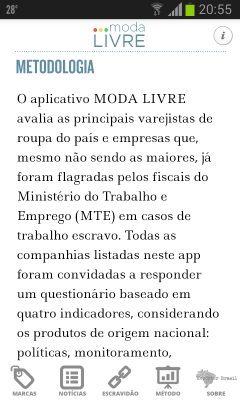 28°
20:55
moda
LIVRE
METODOLOGIA
O aplicativo MODA LIVRE
avalia as principais varejistas de
roupa do país e empresas que,
mesmo não sendo as maiores, já
foram flagradas pelos fiscais do
Ministério do Trabalho e
Emprego (MTE) em casos de
trabalho escravo. Todas as
companhias listadas neste app
foram convidadas a responder
um questionário baseado em
quatro indicadores, considerando
os produtos de origem nacional:
políticas, monitoramento,
MARCAS NOTÍCIAS ESCRAVIDÃO MÉTODO SOBRE